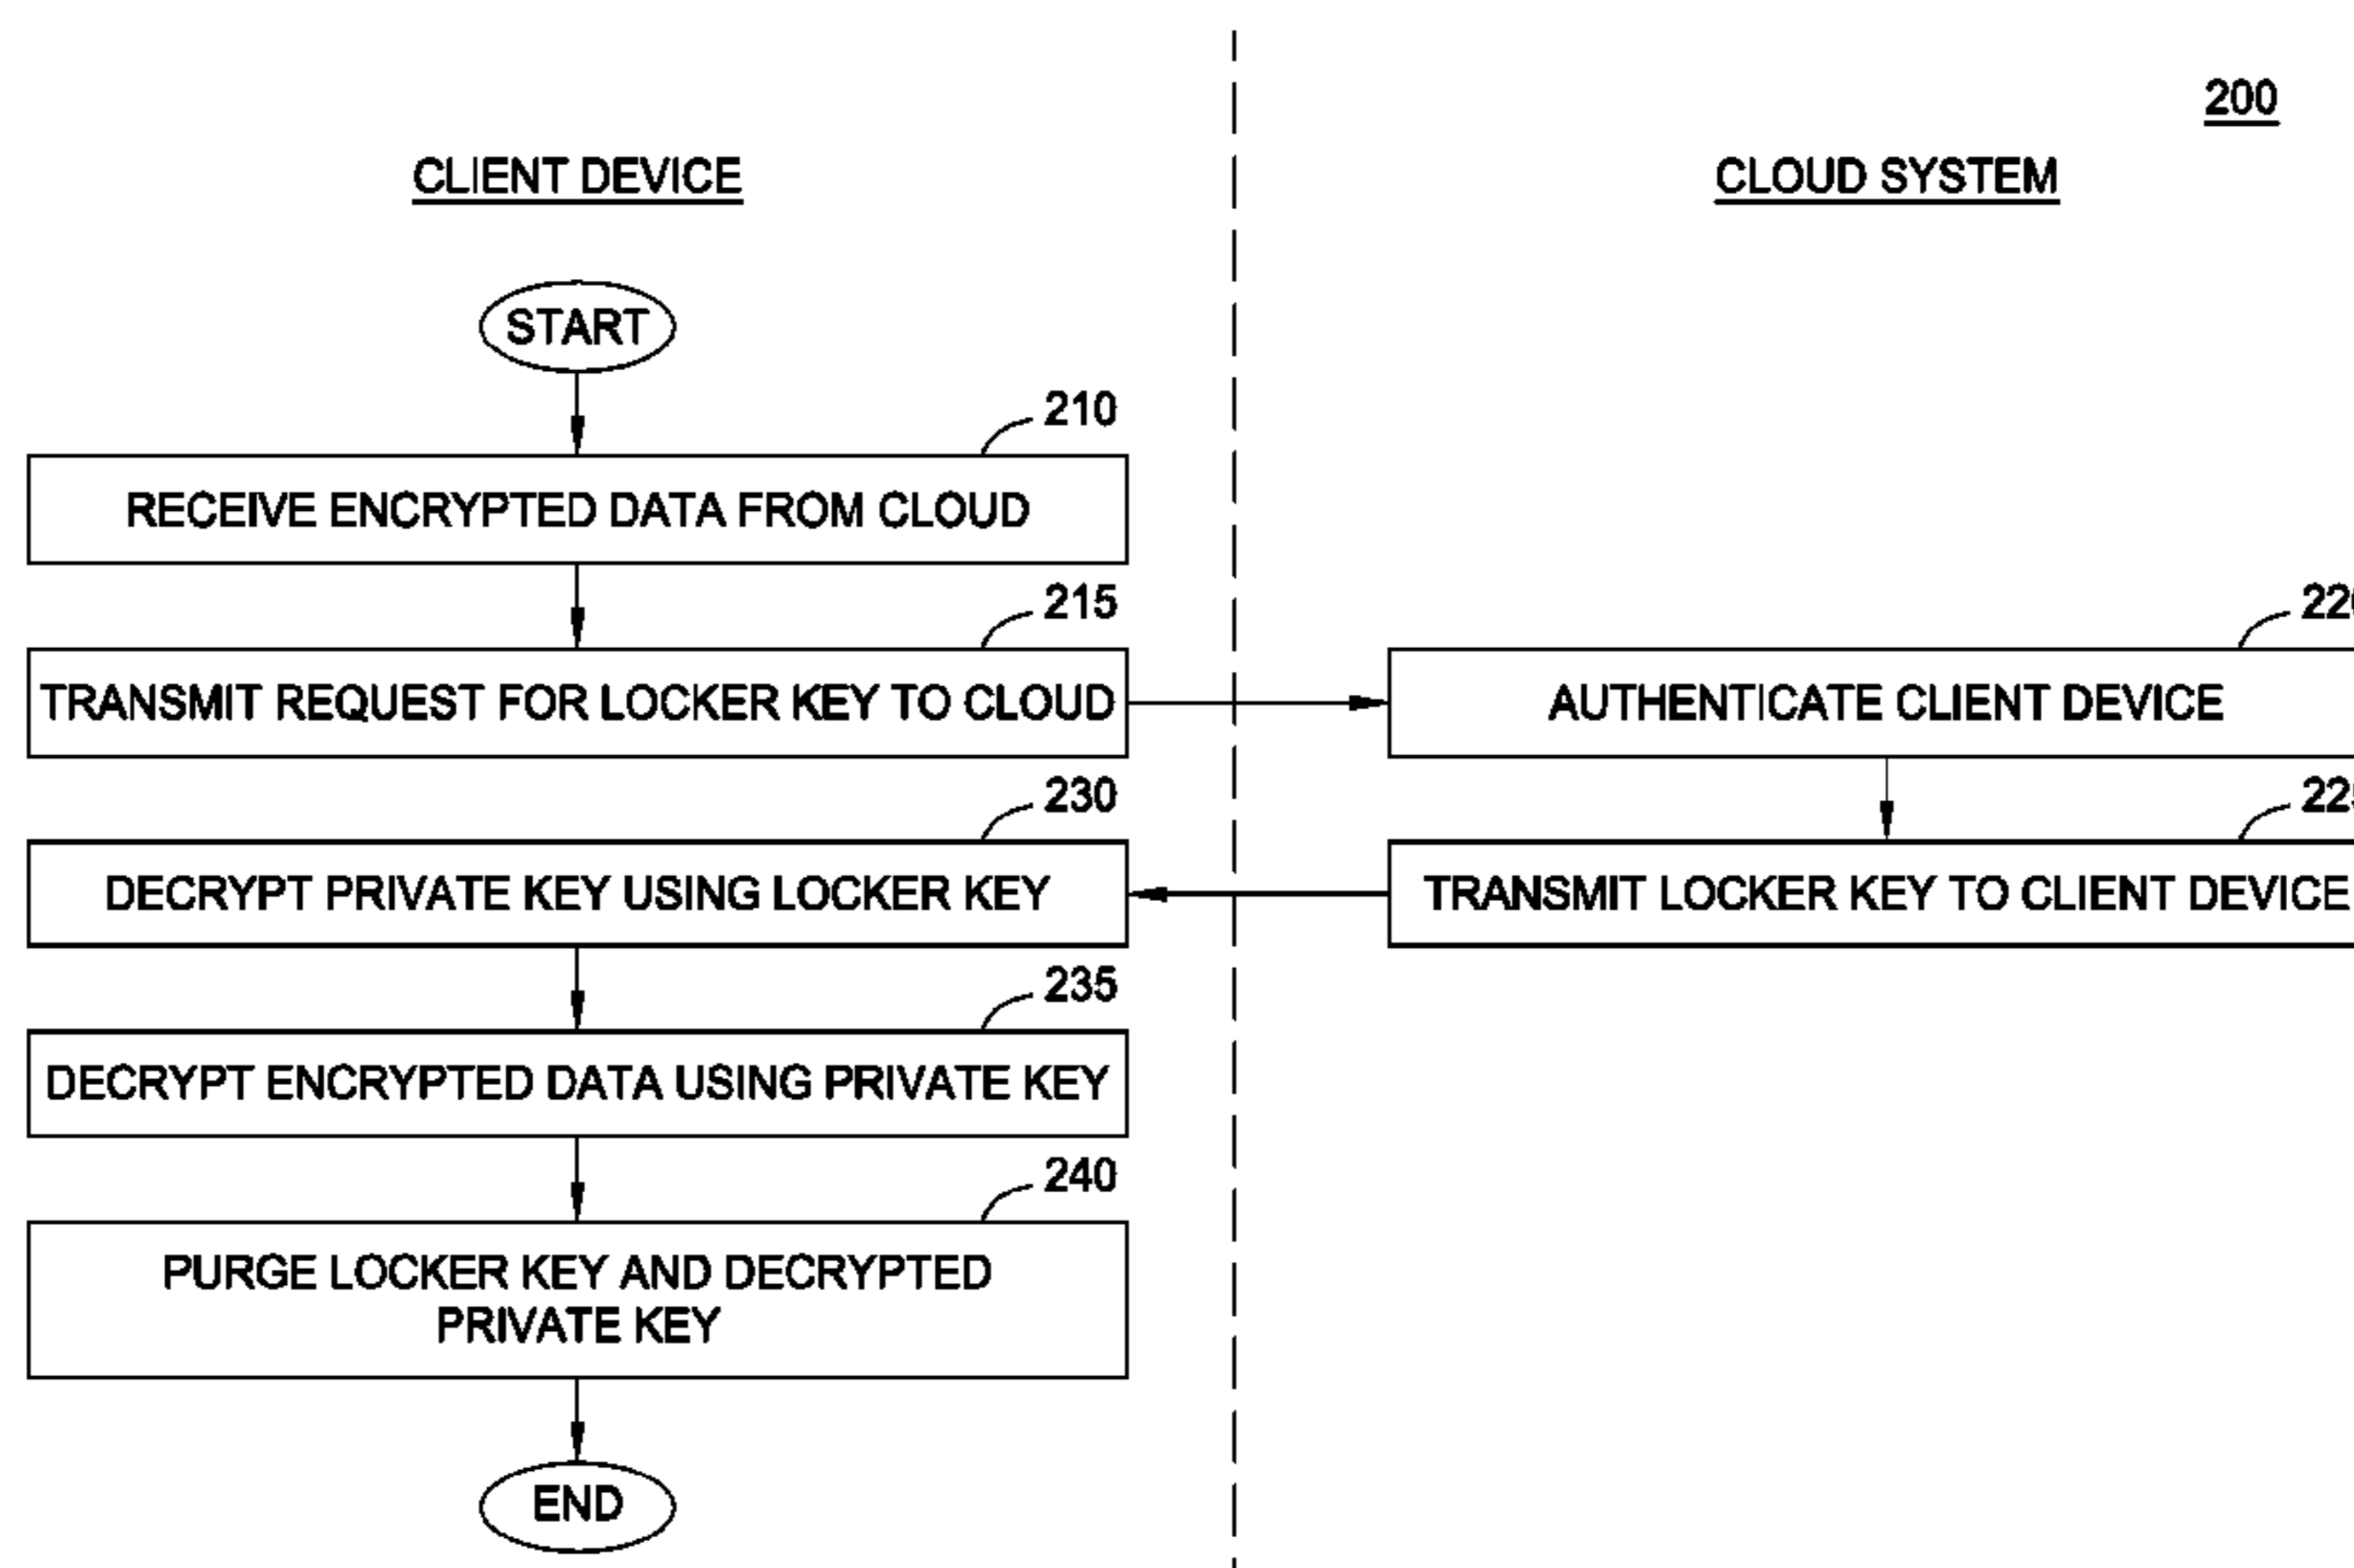 200
CLIENT DEVICE
CLOUD SYSTEM
START
210
RECEIVE ENCRYPTED DATA FROM CLOUD
215
TRANSMIT REQUEST FOR LOCKER KEY TO CLOUD
AUTHENTICATE CLIENT DEVICE
230
DECRYPT PRIVATE KEY USING LOCKER KEY
TRANSMIT LOCKER KEY TO CLIENT DEVICE
235
DECRYPT ENCRYPTED DATA USING PRIVATE KEY
240
PURGE LOCKER KEY AND DECRYPTED
PRIVATE KEY
END